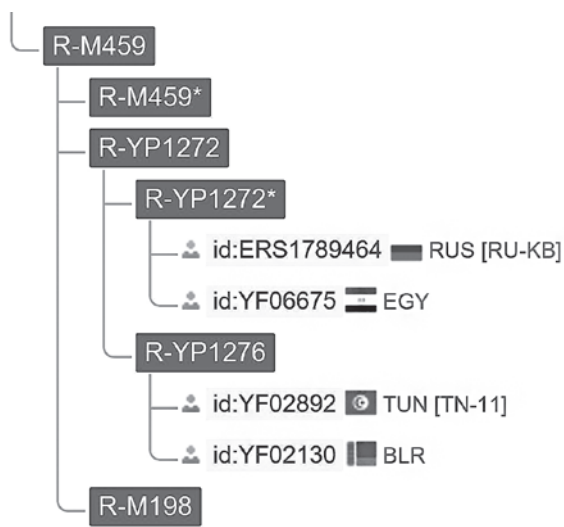 R-M459
R-M459*
R-YP1272
R-YP1272*
id:ERS1789464 RUS [RU-KB]
id:YF06675 EGY
R-YP1276
id:YF02892 TUN [TN-11]
id:YF02130 BLR
R-M198